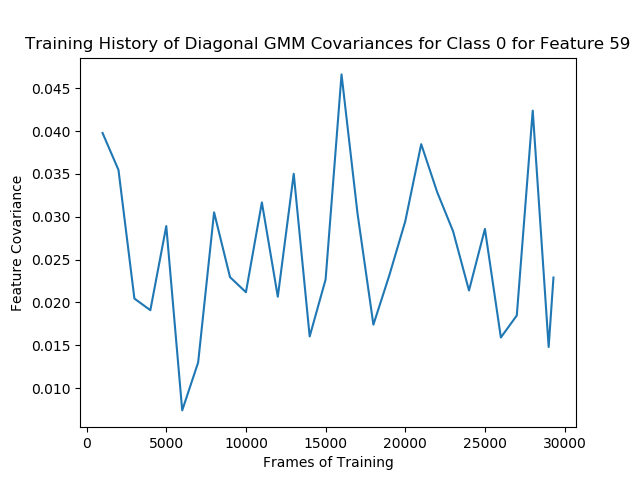 Training History of Diagonal GMM Covariances for Class 0 for Feature 59
Feature Covariance
0.045
0.040
0.035
0.030
0.025
0.020
0.015
0.010
0 5000 10000 15000 20000 25000 30000
Frames of Training